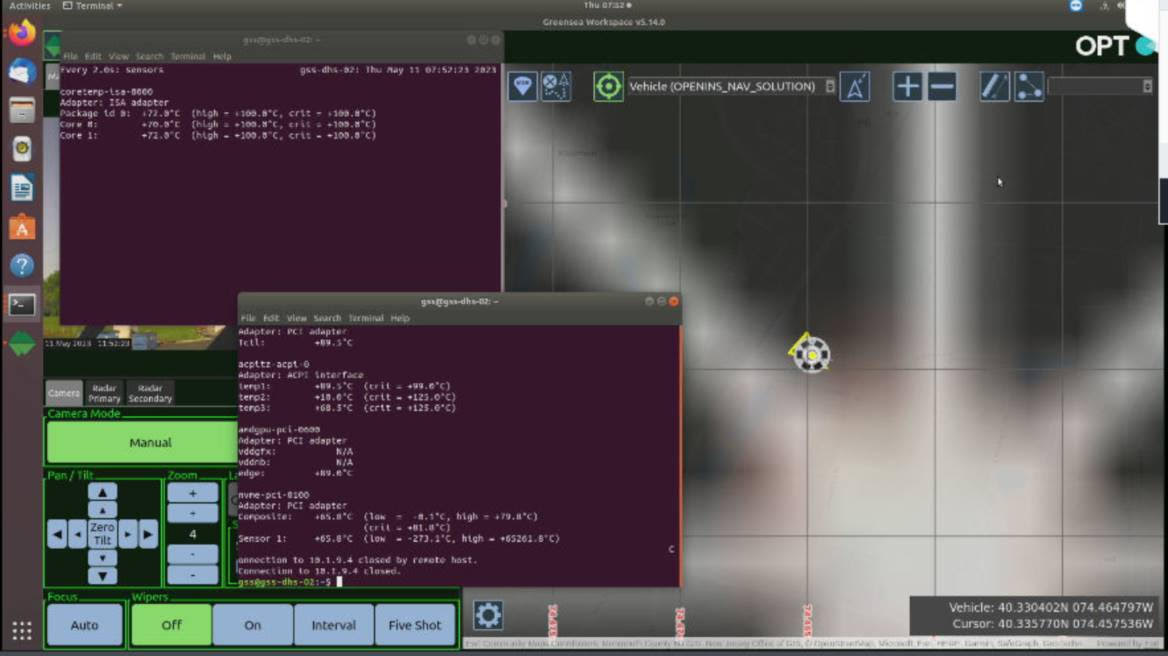 Activities
Terminal
Thu 07:52
Greensea Workspace v5.14.0
gss@gss-dhs-02: ~
File Edit View Search Terminal Help
Every 2.0s: sensors
gss-dhs-02: Thu May 11 07:52:23 2023
coretemp-isa-0000
Adapter: ISA adapter
Package id 0: +72.0°C (high = +100.0°C, crit = +100.0°C)
Core 0: +70.0°C (high = +100.0°C, crit = +100.0°C)
Core 1: +72.0°C (high = +100.0°C, crit = +100.0°C)
OPT
Vehicle (OPENINS_NAV_SOLUTION)
gss@gss-dhs-02: ~
File Edit View Search Terminal Help
Adapter: PCI adapter
Tctl: +89.5°C
acpitz-acpi-0
Adapter: ACPI interface
temp1: +89.5°C (crit = +99.0°C)
temp2: +18.0°C (crit = +125.0°C)
temp3: +68.5°C (crit = +125.0°C)
amdgpu-pci-0600
Adapter: PCI adapter
vddgfx: N/A
vddnb: N/A
edge: +89.0°C
nvme-pci-0100
Adapter: PCI adapter
Composite: +65.8°C (low = -0.1°C, high = +79.8°C)
(crit = +81.8°C)
Sensor 1: +65.8°C (low = -273.1°C, high = +65261.8°C)
C
onnection to 10.1.9.4 closed by remote host.
Connection to 10.1.9.4 closed.
gss@gss-dhs-02:~$
11 May 2023 11:52:23
Camera
Radar Primary
Radar Secondary
Camera Mode
Manual
Pan / Tilt
Zoom
Zero Tilt
4
Focus
Wipers
Auto
Off
On
Interval
Five Shot
Vehicle: 40.330402N 074.464797W
Cursor: 40.335770N 074.457536W